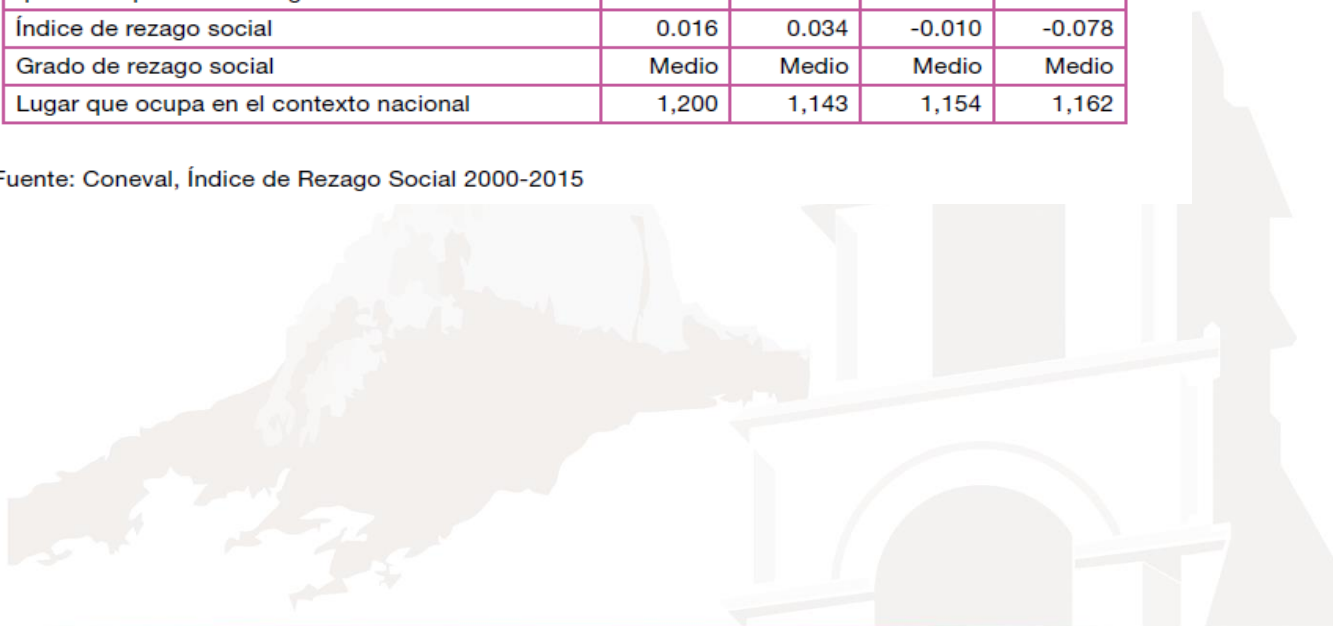 Índice de rezago social 0.016 0.034 -0.010 -0.078
Grado de rezago social Medio Medio Medio Medio
Lugar que ocupa en el contexto nacional 1,200 1,143 1,154 1,162
Fuente: Coneval, Índice de Rezago Social 2000-2015